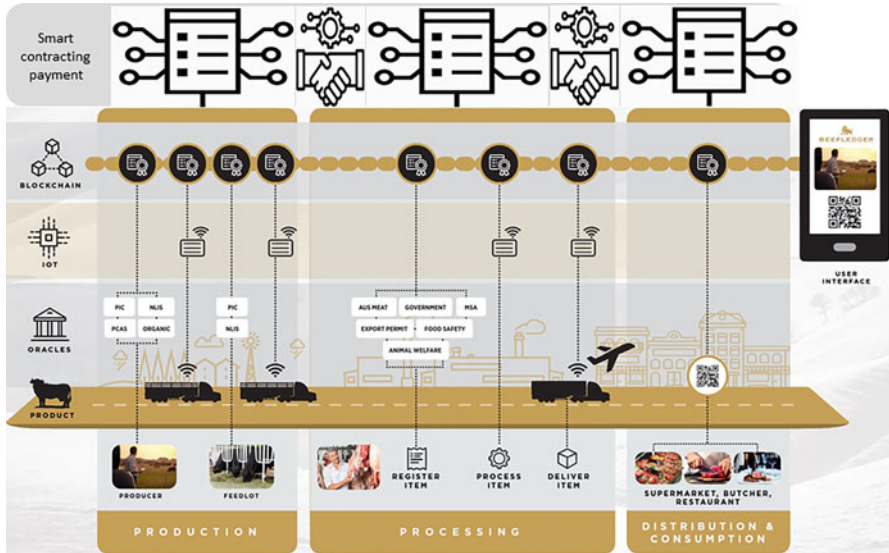 Smart
contracting
payment
BLOCKCHAIN
BEEFLEDGER
USER
INTERFACE
IOT
ORACLES
PIC
NLIS
PCAS
ORGANIC
PIC
NLIS
AUS MEAT
GOVERNMENT
MSA
EXPORT PERMIT
FOOD SAFETY
ANIMAL WELFARE
PRODUCT
PRODUCER
FEEDLOT
REGISTER
ITEM
PROCESS
ITEM
DELIVER
ITEM
SUPERMARKET, BUTCHER,
RESTAURANT
PRODUCTION
PROCESSING
DISTRIBUTION &
CONSUMPTION